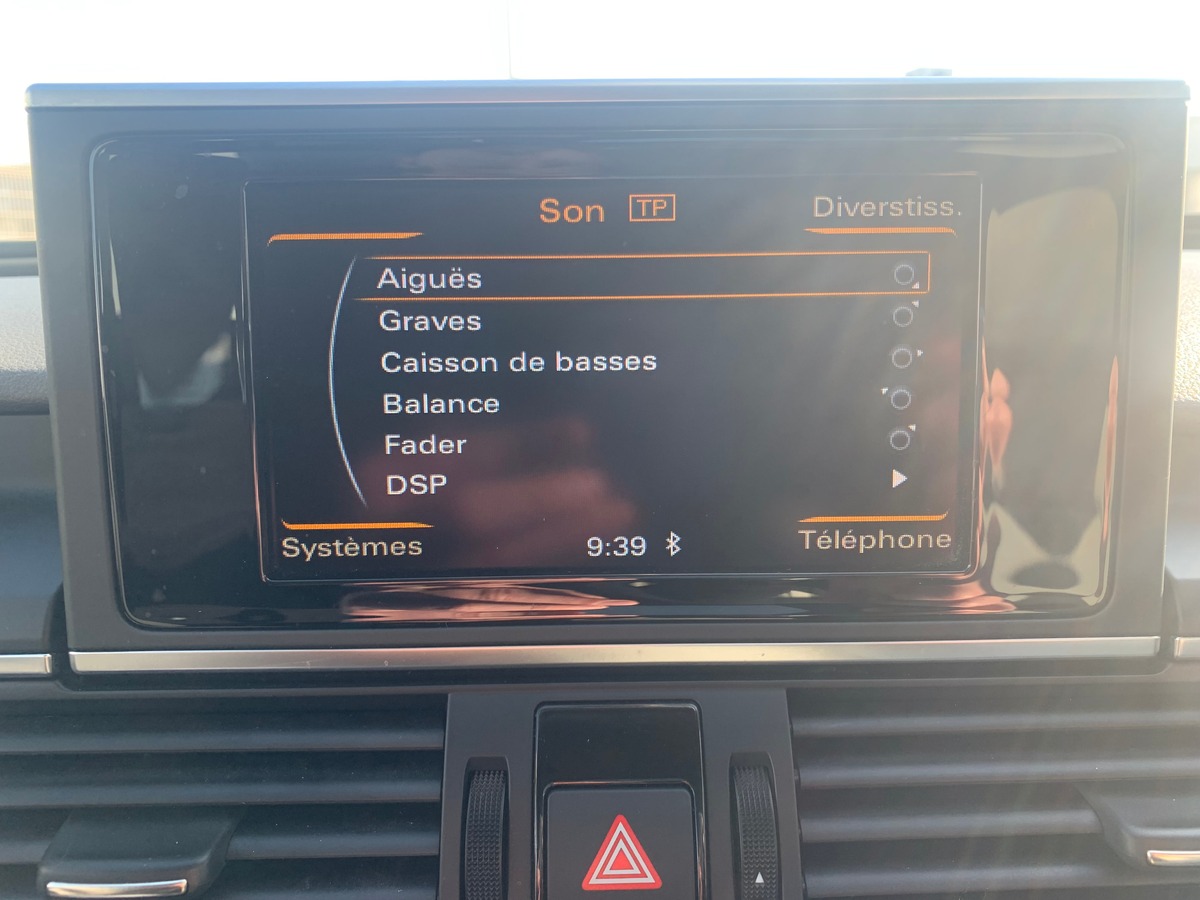 Son TP
Diverstiss.
Aiguës
Graves
Caisson de basses
Balance
Fader
DSP
Systèmes
9:39
Téléphone